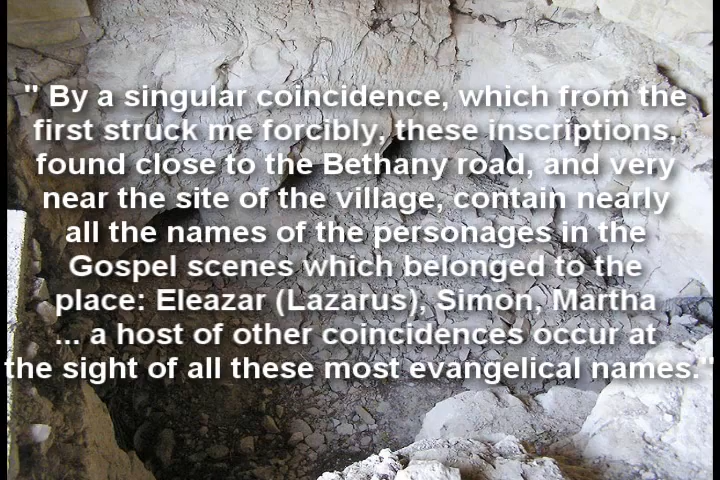 " By a singular coincidence, which from the
first struck me forcibly, these inscriptions,
found close to the Bethany road, and very
near the site of the village, contain nearly
all the names of the personages in the
Gospel scenes which belonged to the
place: Eleazar (Lazarus), Simon, Martha
... a host of other coincidences occur at
the sight of all these most evangelical names."